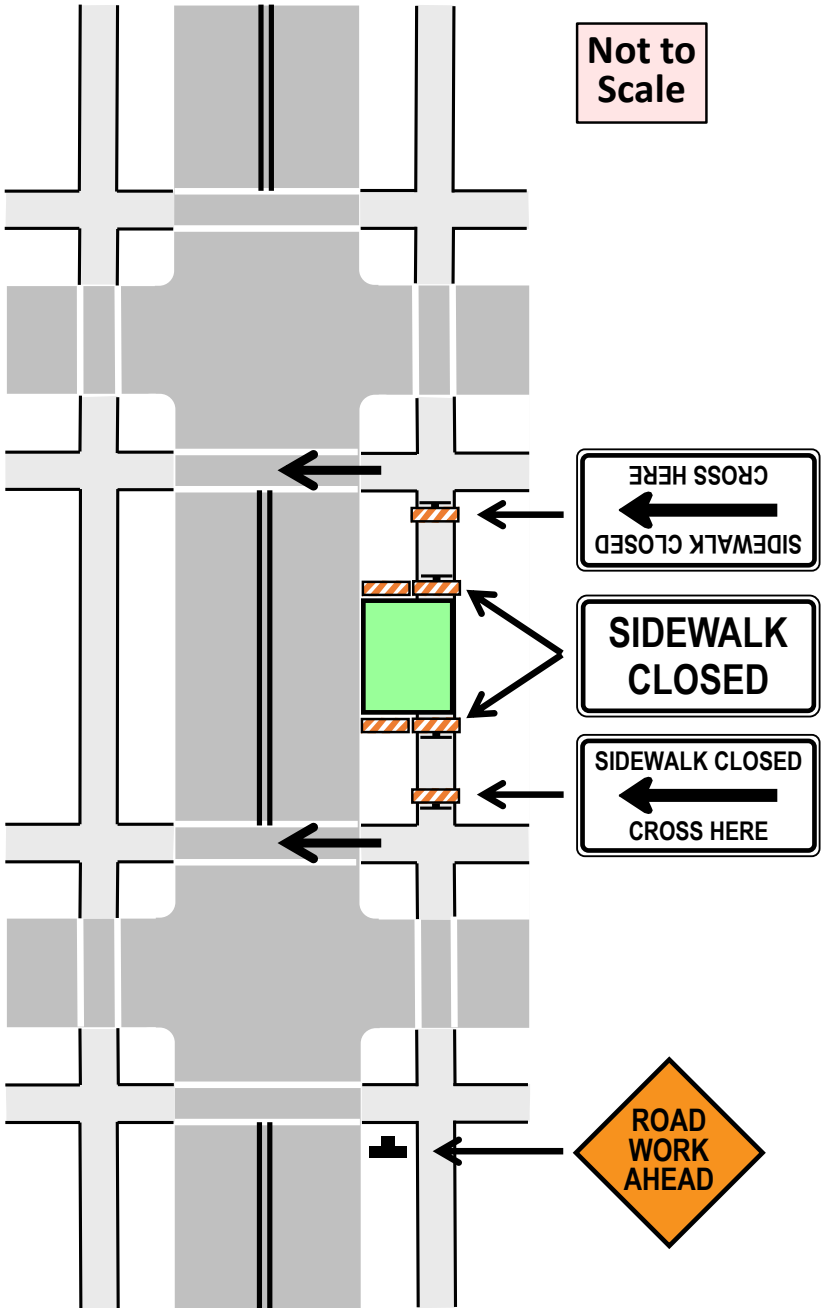 Not to
Scale
CROSS HERE
SIDEWALK CLOSED
SIDEWALK
CLOSED
SIDEWALK CLOSED
CROSS HERE
ROAD
WORK
AHEAD